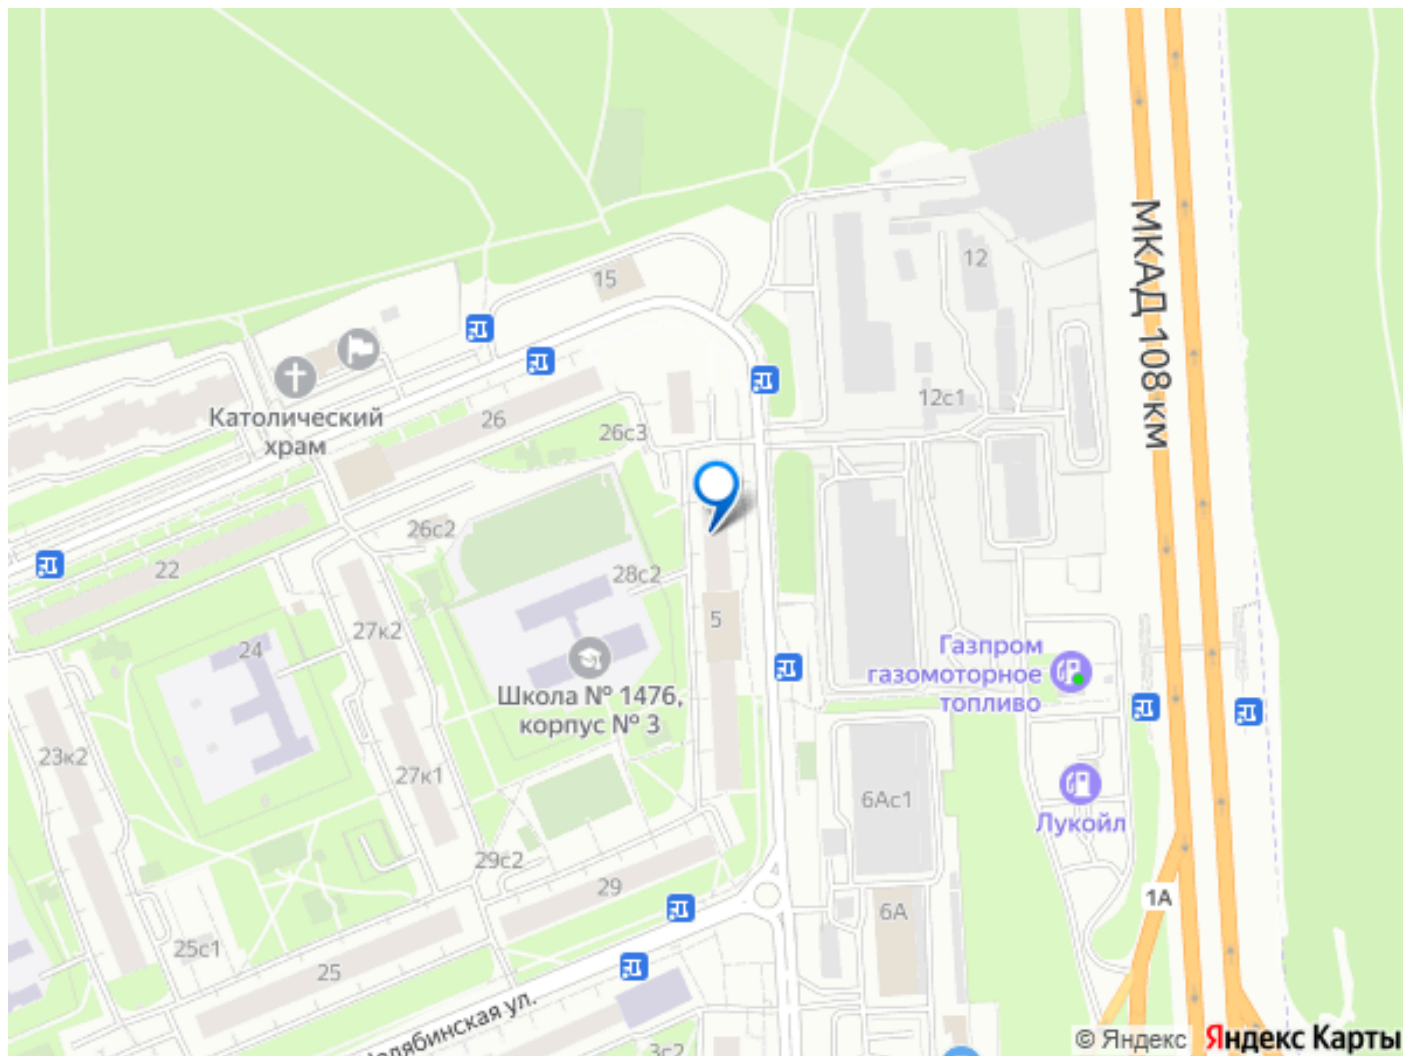 МКАД 108 км
15
12
Католический
храм
26
26с3
12с1
26с2
22
28с2
27к2
5
24
Газпром
газомоторное
топливо
Школа № 1476,
корпус № 3
23к2
27к1
6Ас1
Лукойл
29с2
29
1А
6А
25с1
25
Челябинская ул.
3с2
© Яндекс Яндекс Карты